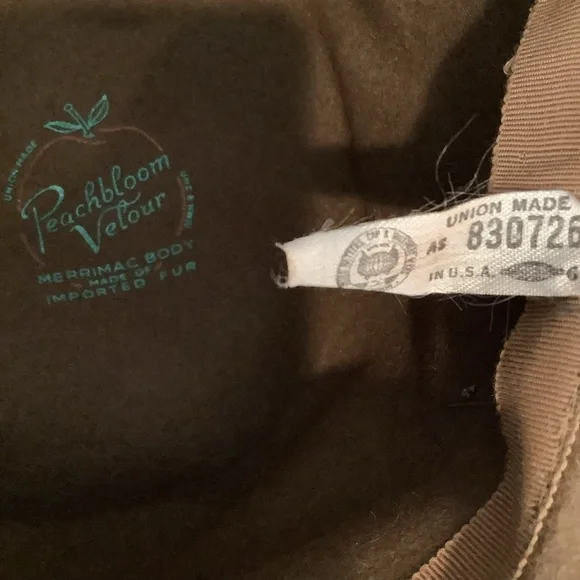 UNION MADE
Peachbloom
Velour
MERRIMAC BODY
MADE OF
IMPORTED FUR
UNION MADE
AS 830726
IN U.S.A. G